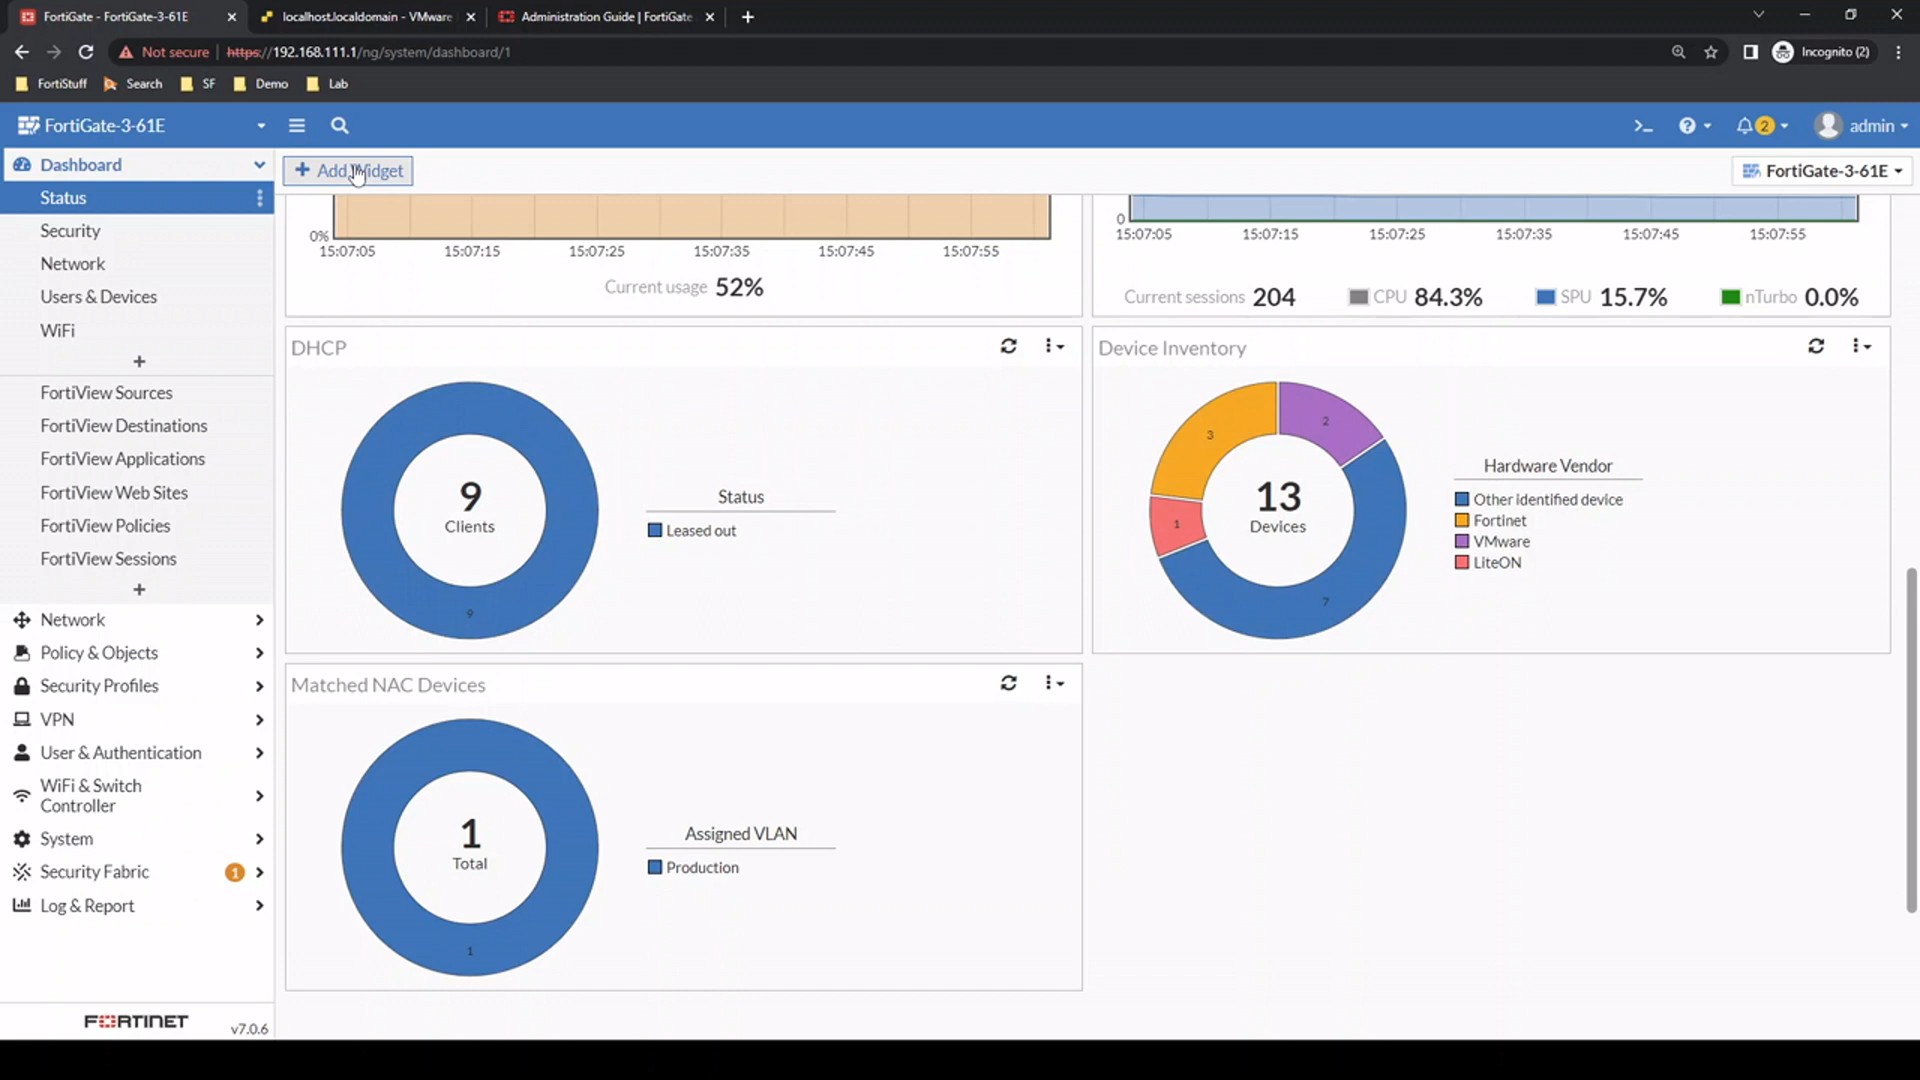 FortiGate - FortiGate-3-61E
localhost.localdomain - VMware
Administration Guide | FortiGate
Not secure
https://192.168.111.1/ng/system/dashboard/1
Incognito (2)
FortiStuff
Search
SF
Demo
Lab
FortiGate-3-61E
>_
?
2
admin
Dashboard
Status
Security
Network
Users & Devices
WiFi
+
FortiView Sources
FortiView Destinations
FortiView Applications
FortiView Web Sites
FortiView Policies
FortiView Sessions
+
Network
Policy & Objects
Security Profiles
VPN
User & Authentication
WiFi & Switch
Controller
System
Security Fabric
1
Log & Report
FORTINET
v7.0.6
+ Add Widget
FortiGate-3-61E
0%
15:07:05 15:07:15 15:07:25 15:07:35 15:07:45 15:07:55
Current usage 52%
0
15:07:05 15:07:15 15:07:25 15:07:35 15:07:45 15:07:55
Current sessions 204 CPU 84.3% SPU 15.7% nTurbo 0.0%
DHCP
9
Clients
9
Status
Leased out
Device Inventory
2
3
1
7
13
Devices
Hardware Vendor
Other identified device
Fortinet
VMware
LiteON
Matched NAC Devices
1
Total
1
Assigned VLAN
Production